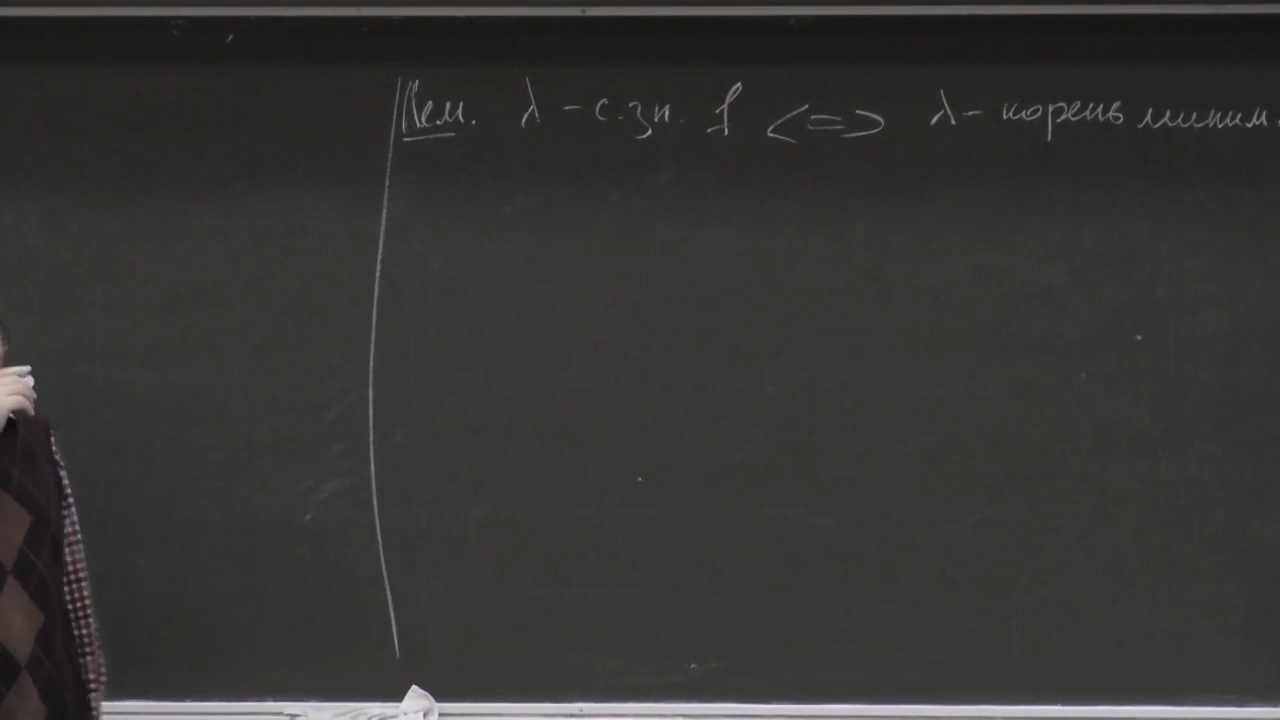 Лем. λ - с.зн. f <=> λ - корень миним.